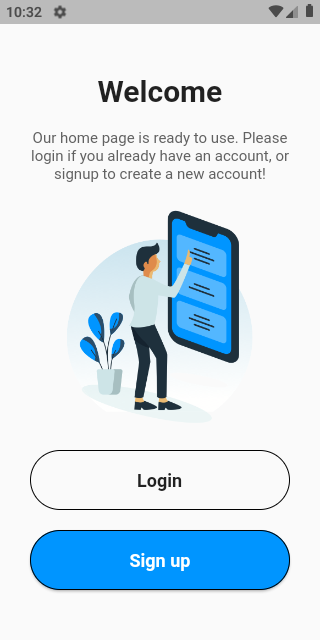 10:32
Welcome
Our home page is ready to use. Please
login if you already have an account, or
signup to create a new account!
Login
Sign up